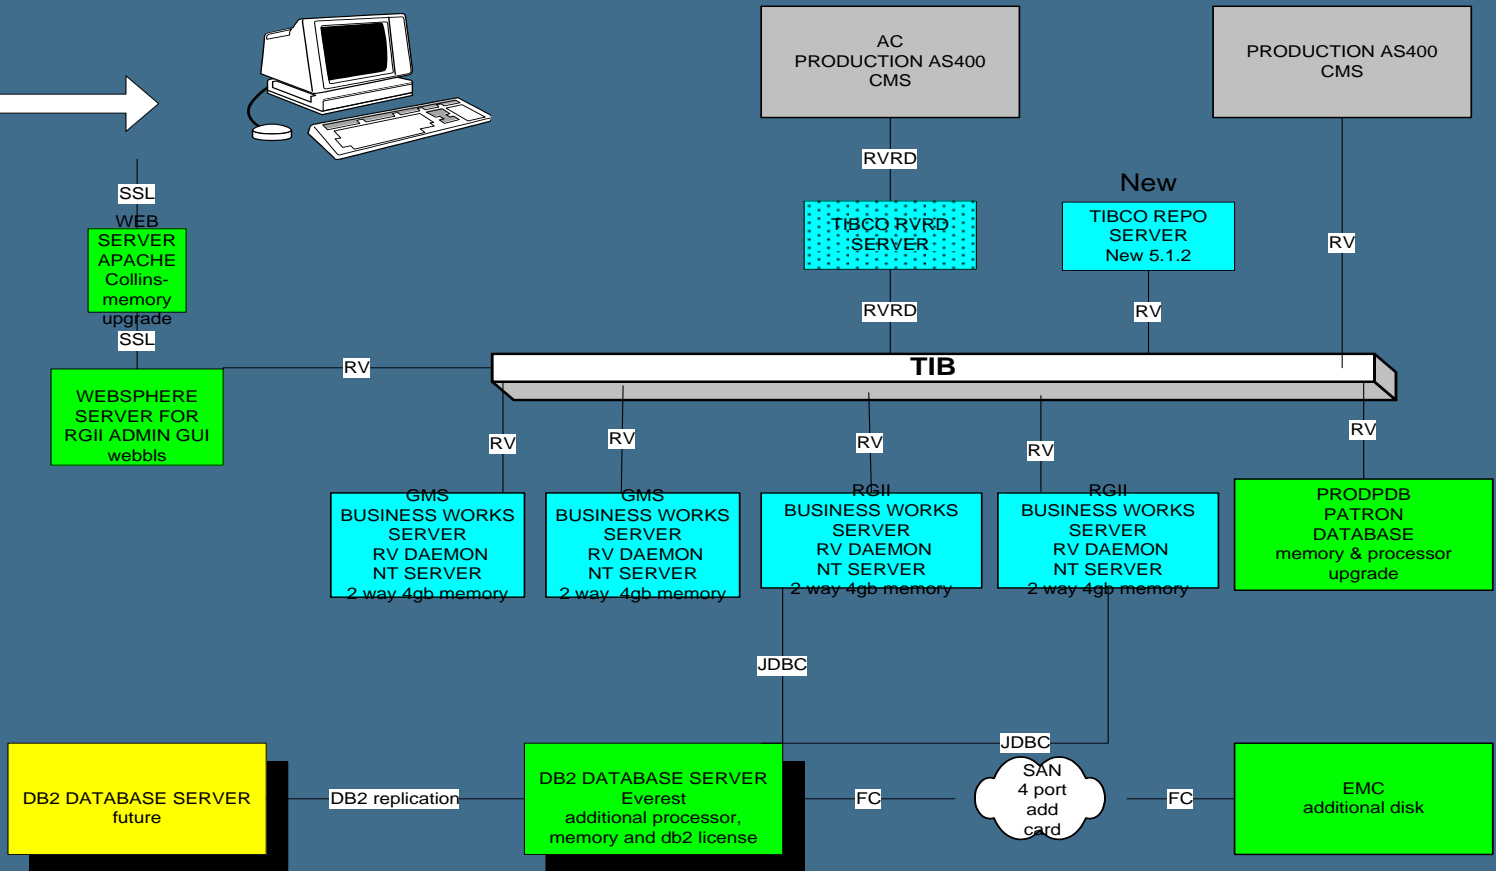 AC
PRODUCTION AS400
CMS
PRODUCTION AS400
CMS
RVRD
New
SSL
WEB
SERVER
APACHE
Collins-
memory
upgrade
TIBCO RVRD
SERVER
TIBCO REPO
SERVER
New 5.1.2
RV
RVRD
RV
SSL
RV
TIB
WEBSPHERE
SERVER FOR
RGII ADMIN GUI
webbls
RV
RV
RV
RV
RV
GMS
BUSINESS WORKS
SERVER
RV DAEMON
NT SERVER
2 way 4gb memory
GMS
BUSINESS WORKS
SERVER
RV DAEMON
NT SERVER
2 way 4gb memory
RGII
BUSINESS WORKS
SERVER
RV DAEMON
NT SERVER
2 way 4gb memory
RGII
BUSINESS WORKS
SERVER
RV DAEMON
NT SERVER
2 way 4gb memory
PRODPDB
PATRON
DATABASE
memory & processor
upgrade
JDBC
JDBC
DB2 DATABASE SERVER
future
DB2 replication
DB2 DATABASE SERVER
Everest
additional processor,
memory and db2 license
FC
SAN
4 port
add
card
FC
EMC
additional disk